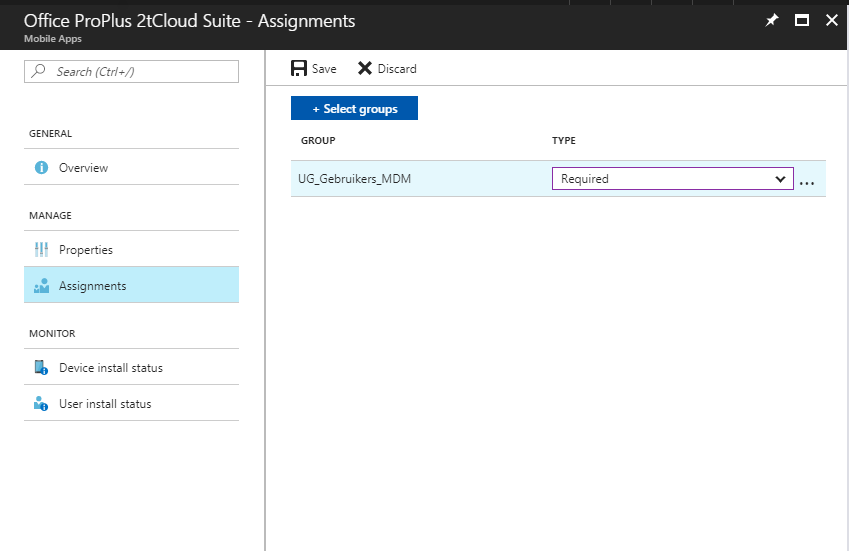 Office ProPlus 2tCloud Suite - Assignments
Mobile Apps
Search (Ctrl+/)
GENERAL
Overview
MANAGE
Properties
Assignments
MONITOR
Device install status
User install status
Save
Discard
+ Select groups
GROUP
TYPE
UG_Gebruikers_MDM
Required
...